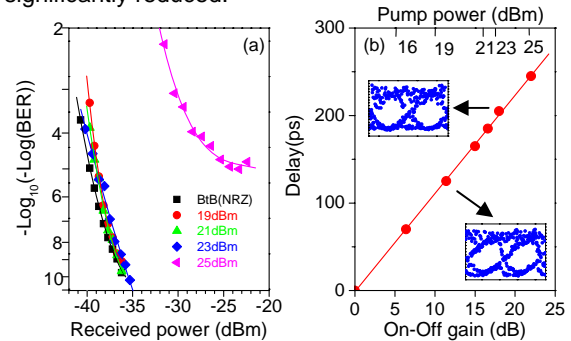 significantly reduced.
Pump power (dBm)
(a)
(b)
16
19
21
23
25
2
4
6
8
10
-Log10(-Log(BER))
BtB(NRZ)
19dBm
21dBm
23dBm
25dBm
-40
-35
-30
-25
-20
Received power (dBm)
300
200
100
0
Delay(ps)
0
5
10
15
20
25
On-Off gain (dB)